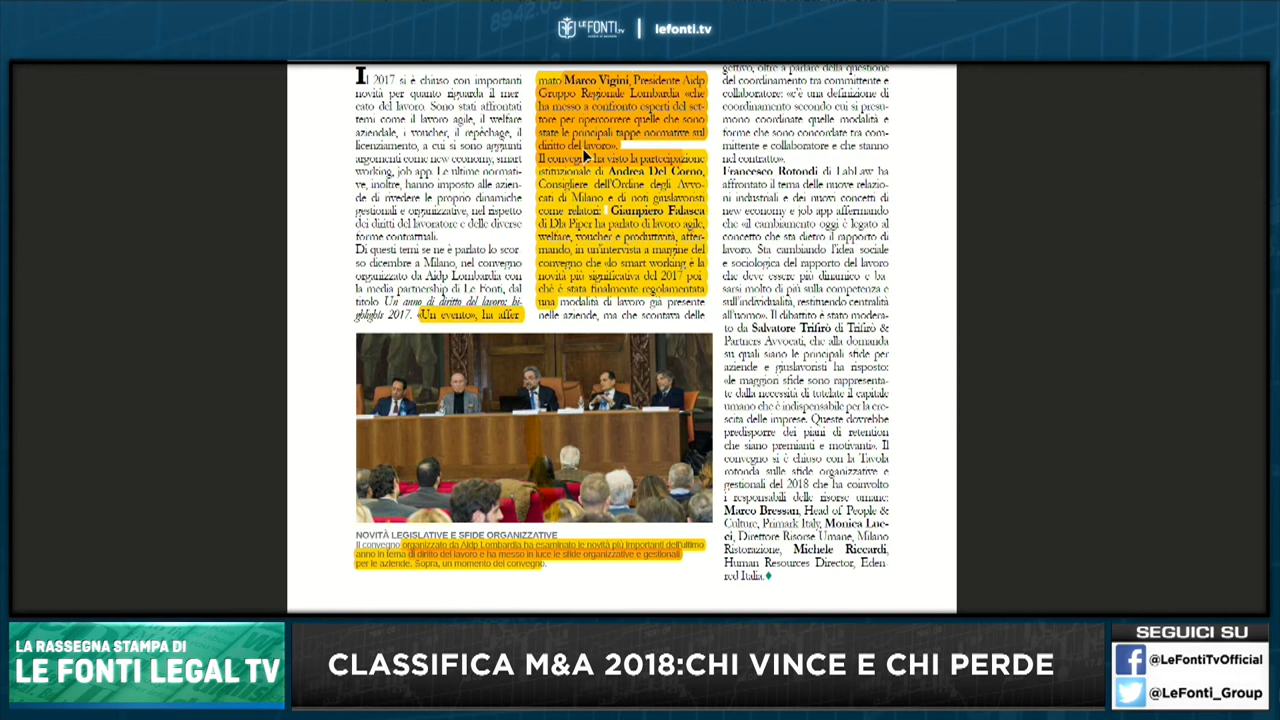 8942.05
LE FONTI.TV
lefonti.tv
Il 2017 si è chiuso con importanti
novità per quanto riguarda il mer-
cato del lavoro. Sono stati affrontati
temi come il lavoro agile, il welfare
aziendale, i voucher, il repêchage, il
licenziamento, a cui si sono aggiunti
argomenti come new economy, smart
working, job app. Le ultime normati-
ve, inoltre, hanno imposto alle azien-
de di rivedere le proprio dinamiche
gestionali e organizzative, nel rispetto
dei diritti del lavoratore e delle diverse
forme contrattuali.
Di questi temi se ne è parlato lo scor-
so dicembre a Milano, nel convegno
organizzato da Aidp Lombardia con
la media partnership di Le Fonti, dal
titolo Un anno di diritto del lavoro: hi-
ghlights 2017. «Un evento», ha affer
mato Marco Vigini, Presidente Aidp
Gruppo Regionale Lombardia «che
ha messo a confronto esperti del set-
tore per ripercorrere quelle che sono
state le principali tappe normative sul
diritto del lavoro».
Il convegno ha visto la partecipazione
istituzionale di Andrea Del Corno,
Consigliere dell'Ordine degli Avvo-
cati di Milano e di noti giuslavoristi
come relatori: Giampiero Falasca
di Dla Piper ha parlato di lavoro agile,
welfare, voucher e produttività, affer-
mando, in un'intervista a margine del
convegno che «lo smart working è la
novità più significativa del 2017 poi
ché è stata finalmente regolamentata
una modalità di lavoro già presente
nelle aziende, ma che scontava delle
gettivo, oltre a parlare della questione
del coordinamento tra committente e
collaboratore: «c'è una definizione di
coordinamento secondo cui si presu-
mono coordinate quelle modalità e
forme che sono concordate tra com-
mittente e collaboratore e che stanno
nel contratto».
Francesco Rotondi di LabLaw ha
affrontato il tema delle nuove relazio-
ni industriali e dei nuovi concetti di
new economy e job app affermando
che «il cambiamento oggi è legato al
concetto che sta dietro il rapporto di
lavoro. Sta cambiando l'idea sociale
e sociologica del rapporto del lavoro
che deve essere più dinamico e ba-
sarsi molto di più sulla competenza e
sull'individualità, restituendo centralità
all'uomo». Il dibattito è stato modera-
to da Salvatore Trifirò di Trifirò &
Partners Avvocati, che alla domanda
su quali siano le principali sfide per
aziende e giuslavoristi ha risposto:
«le maggiori sfide sono rappresenta-
te dalla necessità di tutelare il capitale
umano che è indispensabile per la cre-
scita delle imprese. Queste dovrebbe
predisporre dei piani di retention
che siano premianti e motivanti». Il
convegno si è chiuso con la Tavola
rotonda sulle sfide organizzative e
gestionali del 2018 che ha coinvolto
i responsabili delle risorse umane:
Marco Bressan, Head of People &
Culture, Primark Italy, Monica Luc-
ci, Direttore Risorse Umane, Milano
Ristorazione, Michele Riccardi,
Human Resources Director, Eden-
red Italia.
NOVITÀ LEGISLATIVE E SFIDE ORGANIZZATIVE
Il convegno organizzato da Aidp Lombardia ha esaminato le novità più importanti dell'ultimo
anno in tema di diritto del lavoro e ha messo in luce le sfide organizzative e gestionali
per le aziende. Sopra, un momento del convegno.
LA RASSEGNA STAMPA DI
LE FONTI LEGAL TV
CLASSIFICA M&A 2018:CHI VINCE E CHI PERDE
SEGUICI SU
@LeFontiTvOfficial
@LeFonti_Group